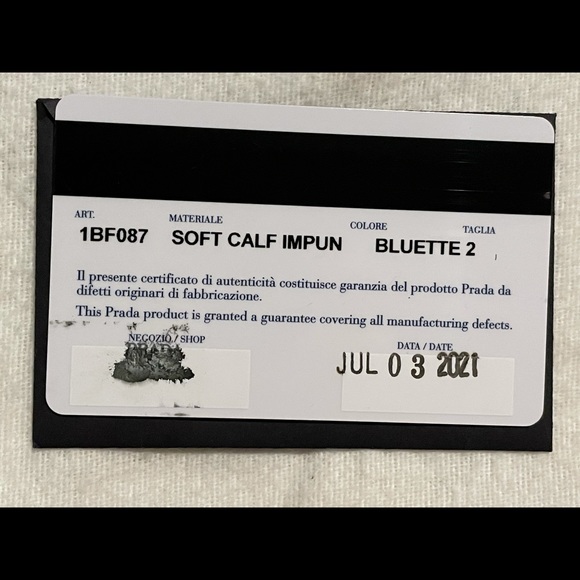 ART. MATERIALE COLORE TAGLIA
1BF087 SOFT CALF IMPUN BLUETTE 2
Il presente certificato di autenticità costituisce garanzia del prodotto Prada da
difetti originari di fabbricazione.
This Prada product is granted a guarantee covering all manufacturing defects.
NEGOZIO / SHOP DATA / DATE
PRADA JUL 03 2021